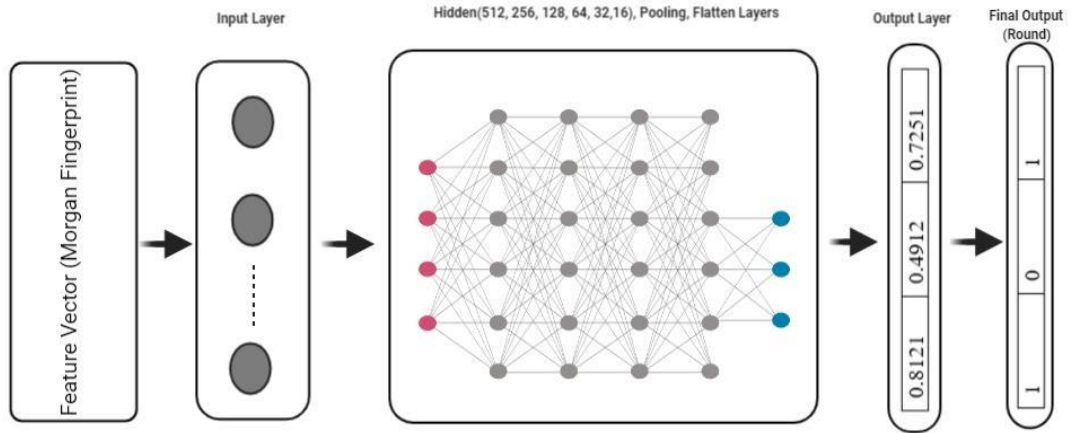 Input Layer
Hidden(512, 256, 128, 64, 32,16), Pooling, Flatten Layers
Output Layer
Final Output
(Round)
Feature Vector (Morgan Fingerprint)
0.7251
0.4912
0.8121
1
0
1